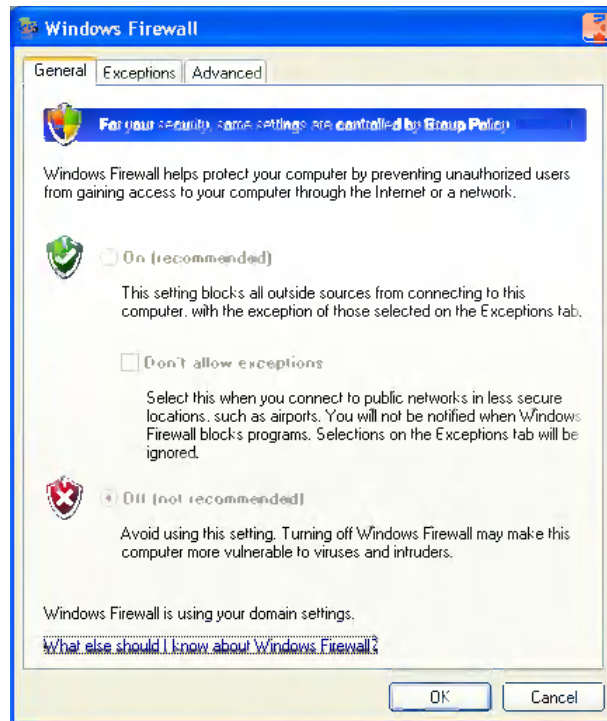 Windows Firewall
General Exceptions Advanced
For your security, some settings are controlled by Group Policy
Windows Firewall helps protect your computer by preventing unauthorized users
from gaining access to your computer through the Internet or a network.
On (recommended)
This setting blocks all outside sources from connecting to this
computer, with the exception of those selected on the Exceptions tab.
Don't allow exceptions
Select this when you connect to public networks in less secure
locations, such as airports. You will not be notified when Windows
Firewall blocks programs. Selections on the Exceptions tab will be
ignored.
Off (not recommended)
Avoid using this setting. Turning off Windows Firewall may make this
computer more vulnerable to viruses and intruders.
Windows Firewall is using your domain settings.
What else should I know about Windows Firewall?
OK Cancel